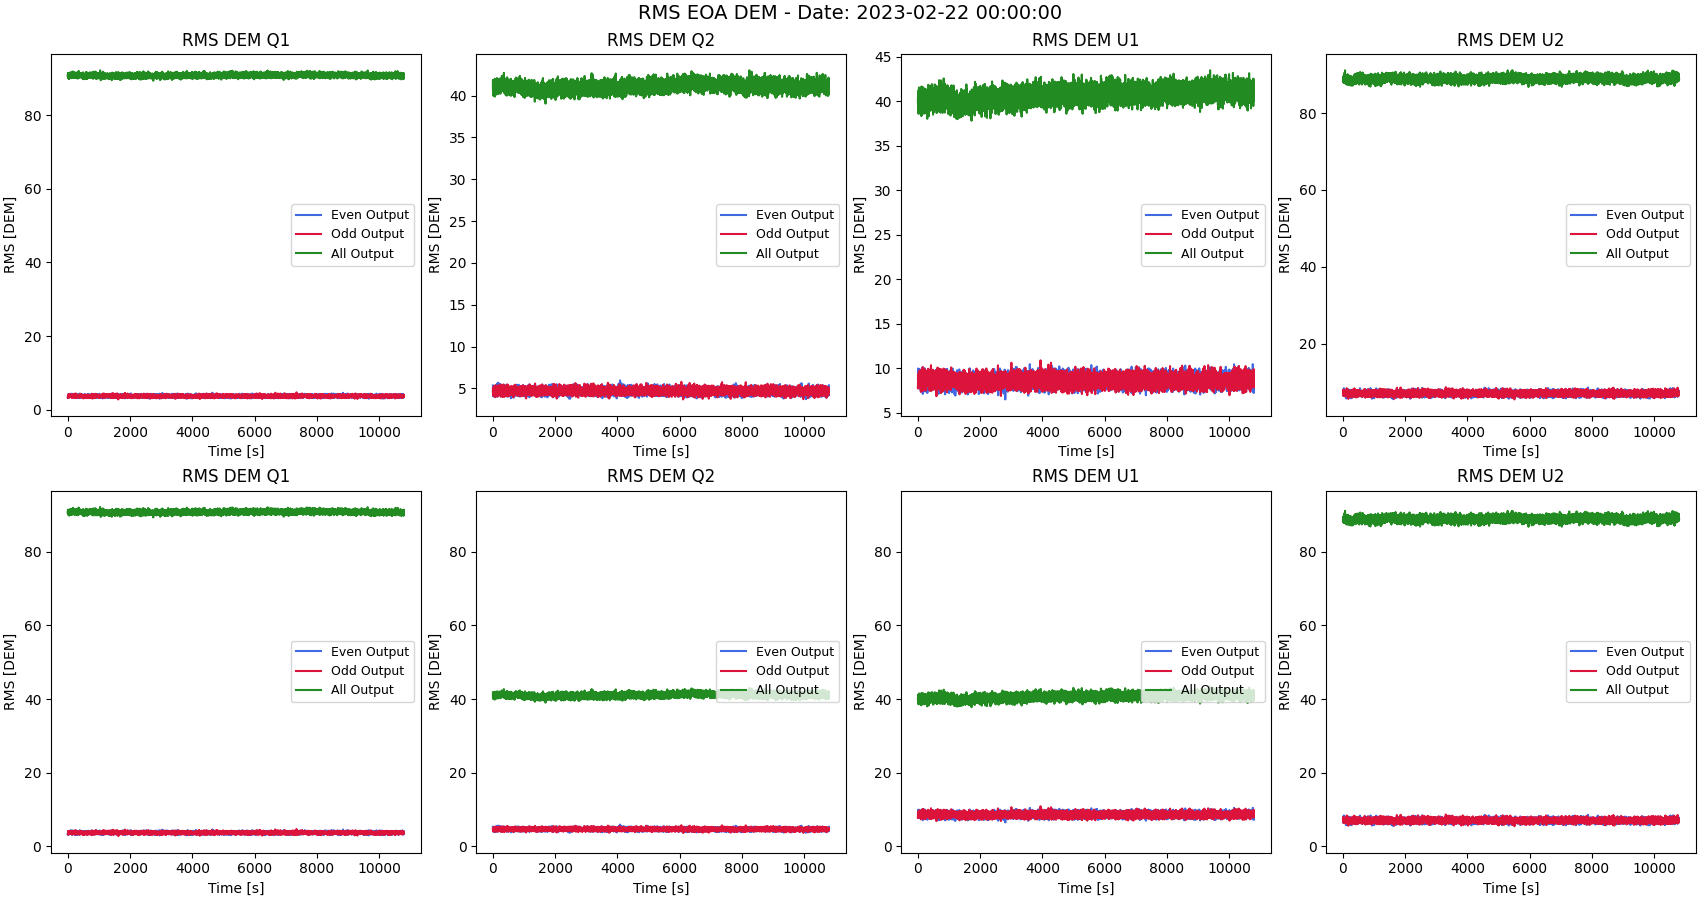 RMS EOA DEM - Date: 2023-02-22 00:00:00
RMS DEM Q1
RMS [DEM]
80
60
40
20
0
Even Output
Odd Output
All Output
0 2000 4000 6000 8000 10000
Time [s]
RMS DEM Q2
RMS [DEM]
40
35
30
25
20
15
10
5
Even Output
Odd Output
All Output
0 2000 4000 6000 8000 10000
Time [s]
RMS DEM U1
RMS [DEM]
45
40
35
30
25
20
15
10
5
Even Output
Odd Output
All Output
0 2000 4000 6000 8000 10000
Time [s]
RMS DEM U2
RMS [DEM]
80
60
40
20
Even Output
Odd Output
All Output
0 2000 4000 6000 8000 10000
Time [s]
RMS DEM Q1
RMS [DEM]
80
60
40
20
0
Even Output
Odd Output
All Output
0 2000 4000 6000 8000 10000
Time [s]
RMS DEM Q2
RMS [DEM]
80
60
40
20
0
Even Output
Odd Output
All Output
0 2000 4000 6000 8000 10000
Time [s]
RMS DEM U1
RMS [DEM]
80
60
40
20
0
Even Output
Odd Output
All Output
0 2000 4000 6000 8000 10000
Time [s]
RMS DEM U2
RMS [DEM]
80
60
40
20
0
Even Output
Odd Output
All Output
0 2000 4000 6000 8000 10000
Time [s]